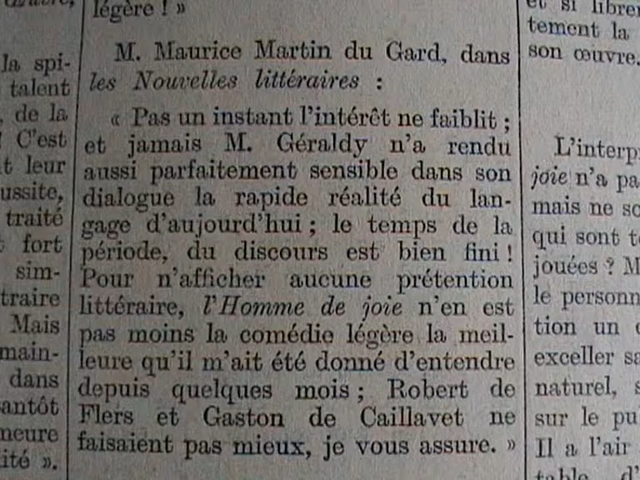 légère ! »
M. Maurice Martin du Gard, dans
les Nouvelles littéraires :
« Pas un instant l'intérêt ne faiblit ;
et jamais M. Géraldy n'a rendu
aussi parfaitement sensible dans son
dialogue la rapide réalité du lan-
gage d'aujourd'hui ; le temps de la
période, du discours est bien fini !
Pour n'afficher aucune prétention
littéraire, l'Homme de joie n'en est
pas moins la comédie légère la meil-
leure qu'il m'ait été donné d'entendre
depuis quelques mois ; Robert de
Flers et Gaston de Caillavet ne
faisaient pas mieux, je vous assure. »
la spi-
talent
de la
! C'est
t leur
ussite,
traité
fort
sim-
traire
Mais
main-
dans
antôt
neure
ité ».
et si libre
tement la
son œuvre.
L'interp
joie n'a pa
mais ne so
qui sont t
jouées ? M
le personn
tion un
exceller sa
naturel, s
sur le pu
Il a l'air
table d'